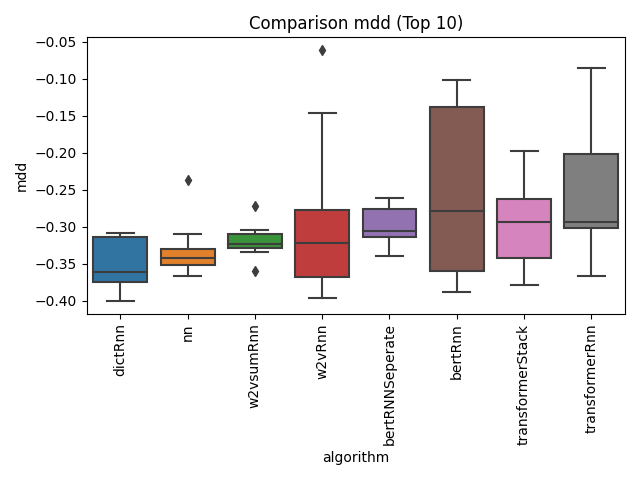 Comparison mdd (Top 10)
−0.05
−0.10
−0.15
−0.20
−0.25
−0.30
−0.35
−0.40
mdd
dictRnn
nn
w2vsumRnn
w2vRnn
bertRNNSeperate
bertRnn
transformerStack
transformerRnn
algorithm